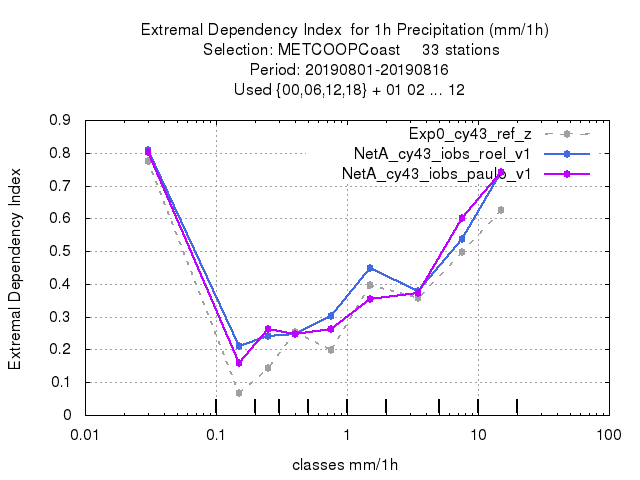 Extremal Dependency Index for 1h Precipitation (mm/1h)
Selection: METCOOPCoast 33 stations
Period: 20190801-20190816
Used {00,06,12,18} + 01 02 ... 12
Exp0_cy43_ref_z
NetA_cy43_iobs_roel_v1
NetA_cy43_iobs_paulo_v1
Extremal Dependency Index
0.9
0.8
0.7
0.6
0.5
0.4
0.3
0.2
0.1
0
0.01
0.1
1
10
100
classes mm/1h